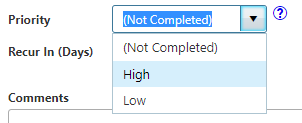 Priority (Not Completed) ?
Recur In (Days) (Not Completed)
High
Comments Low